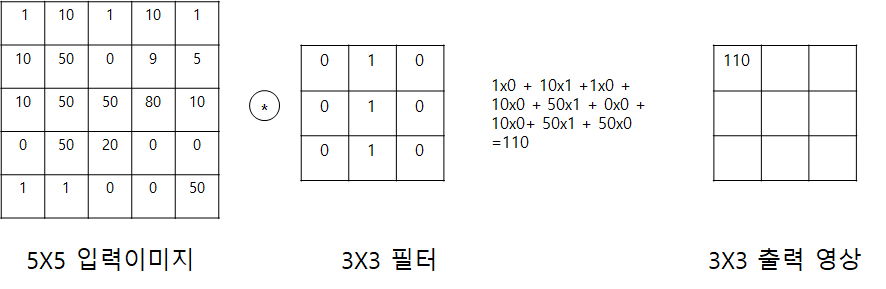 1 10 1 10 1
10 50 0 9 5
10 50 50 80 10
0 50 20 0 0
1 1 0 0 50
*
0 1 0
0 1 0
0 1 0
1x0 + 10x1 +1x0 +
10x0 + 50x1 + 0x0 +
10x0+ 50x1 + 50x0
=110
110
5X5 입력이미지
3X3 필터
3X3 출력 영상